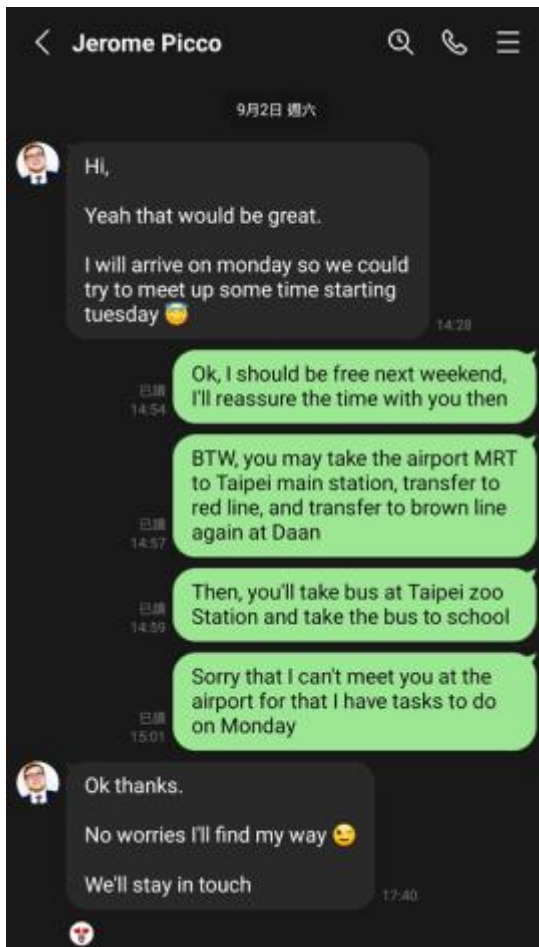 Jerome Picco
9月2日 週六
Hi,
Yeah that would be great.
I will arrive on monday so we could
try to meet up some time starting
tuesday 😇
14:28
Ok, I should be free next weekend,
I'll reassure the time with you then
已讀
14:54
BTW, you may take the airport MRT
to Taipei main station, transfer to
red line, and transfer to brown line
again at Daan
已讀
14:57
Then, you'll take bus at Taipei zoo
Station and take the bus to school
已讀
14:59
Sorry that I can't meet you at the
airport for that I have tasks to do
on Monday
已讀
15:01
Ok thanks.
No worries I'll find my way 😉
We'll stay in touch
17:40